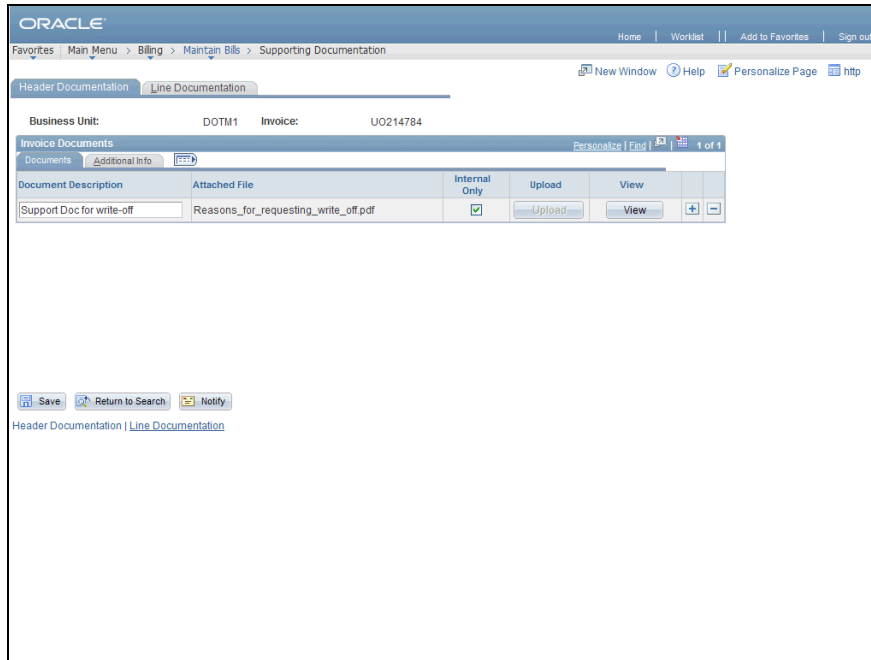 ORACLE
Home | Worklist || Add to Favorites | Sign out
Favorites | Main Menu > Billing > Maintain Bills > Supporting Documentation
New Window Help Personalize Page http
Header Documentation Line Documentation
Business Unit: DOTM1 Invoice: UO214784
Invoice Documents Personalize | Find | | 1 of 1
Documents Additional Info
Document Description Attached File Internal Only Upload View
Support Doc for write-off Reasons_for_requesting_write_off.pdf Upload View
Save Return to Search Notify
Header Documentation | Line Documentation